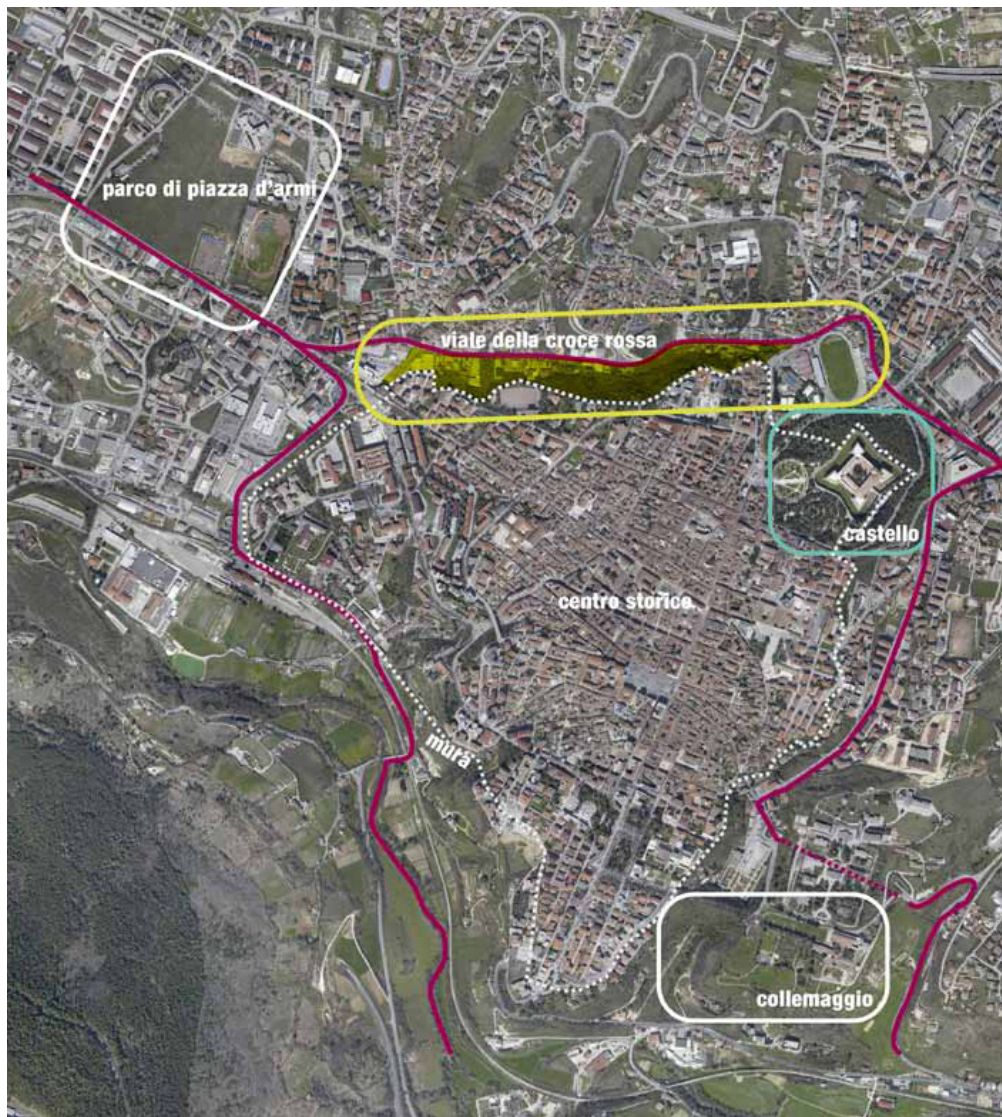 parco di piazza d'armi
viale della croce rossa
castello
centro storico
mura
collemaggio